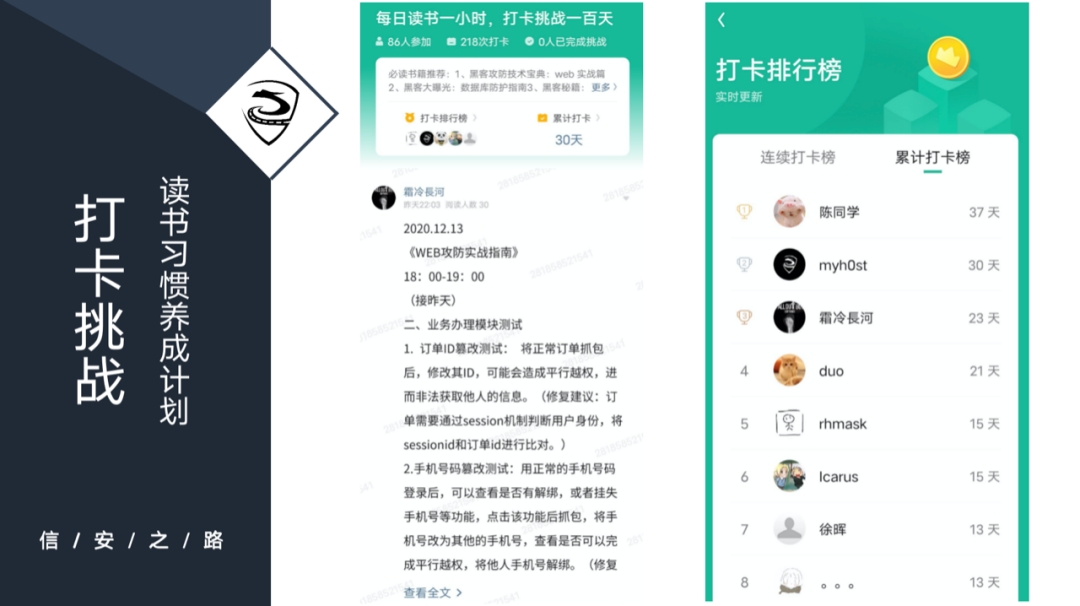 打卡挑战
读书习惯养成计划
信 / 安 / 之 / 路
每日读书一小时，打卡挑战一百天
86人参加 218次打卡 0人已完成挑战
必读书籍推荐：1、黑客攻防技术宝典：web 实战篇
2、黑客大曝光：数据库防护指南3、黑客秘籍： 更多
打卡排行榜
累计打卡
30天
霜冷長河
昨天22:03 阅读人数 30
2020.12.13
《WEB攻防实战指南》
18：00-19：00
（接昨天）
二、业务办理模块测试
1. 订单ID篡改测试： 将正常订单抓包
后，修改其ID，可能会造成平行越权，进
而非法获取他人的信息。（修复建议：订
单需要通过session机制判断用户身份，将
sessionid和订单id进行比对。）
2.手机号码篡改测试：用正常的手机号码
登录后，可以查看是否有解绑，或者挂失
手机号等功能，点击该功能后抓包，将手
机号改为其他的手机号，查看是否可以完
成平行越权，将他人手机号解绑。（修复
查看全文
打卡排行榜
实时更新
连续打卡榜 累计打卡榜
1 陈同学 37 天
2 myh0st 30 天
3 霜冷長河 23 天
4 duo 21 天
5 rhmask 15 天
6 Icarus 15 天
7 徐晖 13 天
8 。。。 13 天